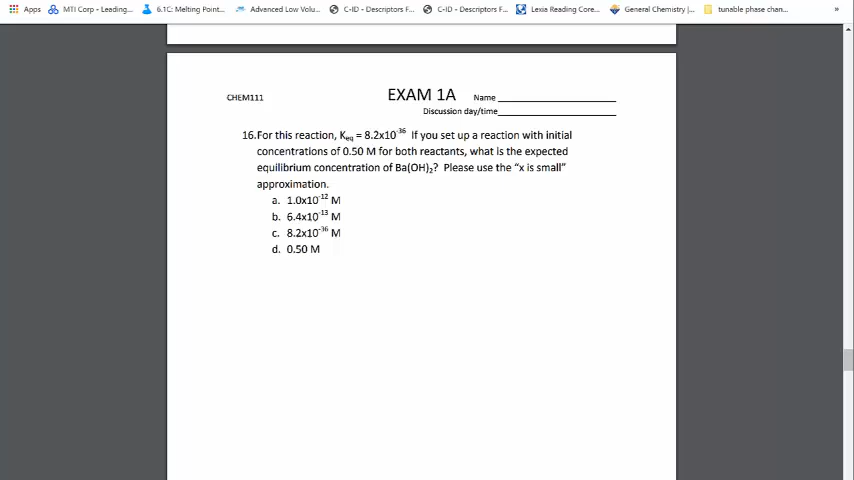 Apps MTI Corp - Leading... 6.1C: Melting Point... Advanced Low Volu... C-ID - Descriptors F... C-ID - Descriptors F... Lexia Reading Core... General Chemistry |... tunable phase chan... »
CHEM111 EXAM 1A Name ____________________
Discussion day/time____________________
16.For this reaction, Keq = 8.2x10-36 If you set up a reaction with initial
concentrations of 0.50 M for both reactants, what is the expected
equilibrium concentration of Ba(OH)2? Please use the “x is small”
approximation.
a. 1.0x10-12 M
b. 6.4x10-13 M
c. 8.2x10-36 M
d. 0.50 M